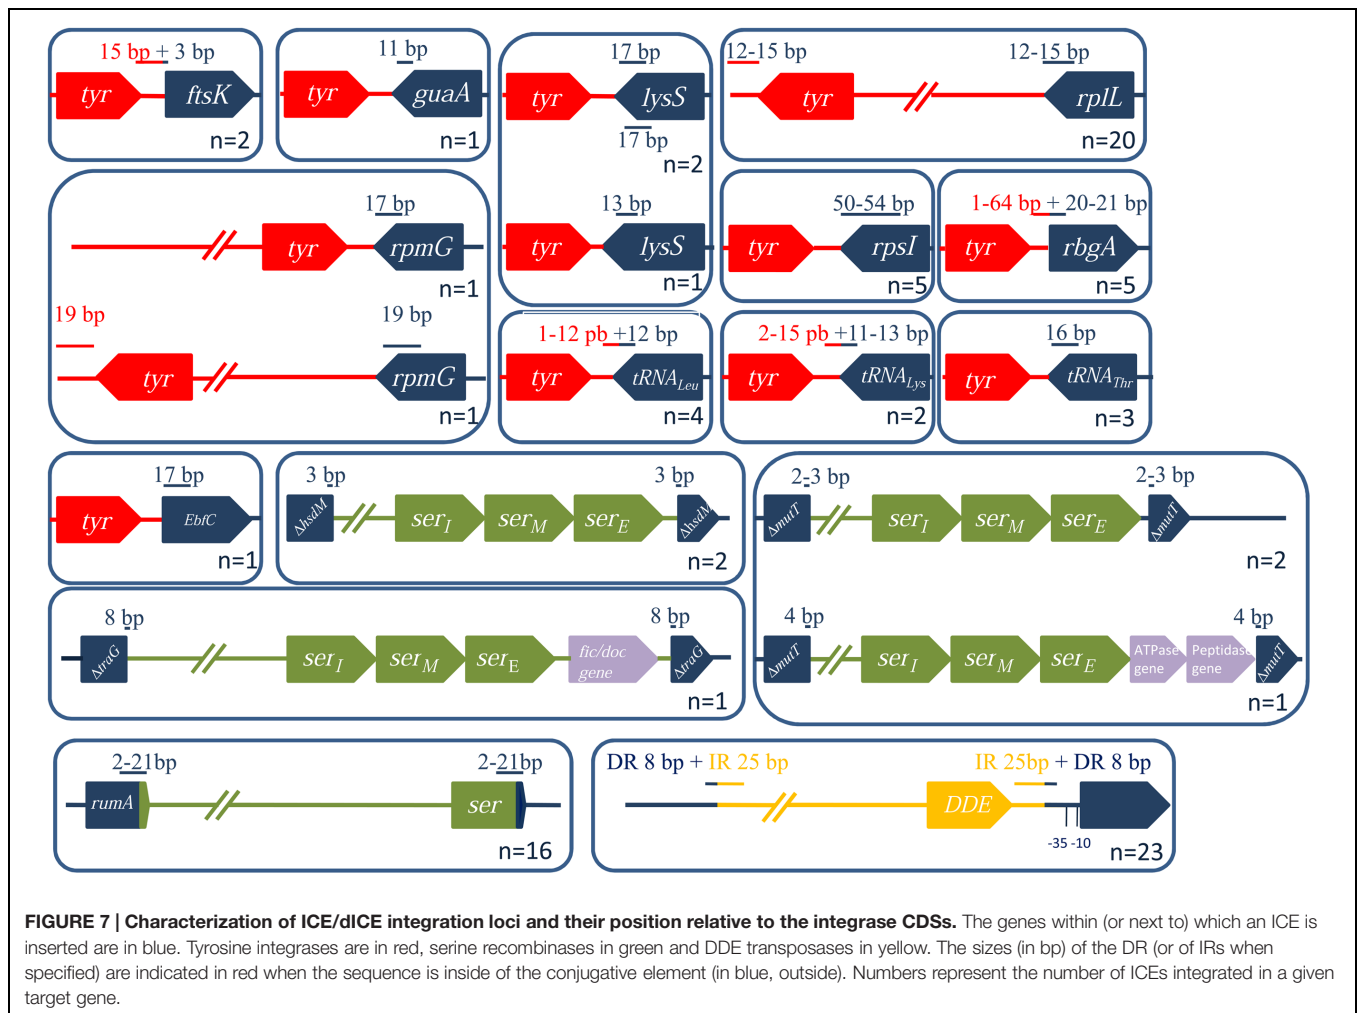 15 bp + 3 bp
tyr ftsK
n=2
11 bp
tyr guaA
n=1
17 bp
tyr lysS
17 bp
n=2
13 bp
tyr lysS
n=1
12-15 bp 12-15 bp
tyr rplL
n=20
17 bp
tyr rpmG
n=1
19 bp 19 bp
tyr rpmG
n=1
50-54 bp
tyr rpsI
n=5
1-64 bp + 20-21 bp
tyr rbgA
n=5
1-12 pb +12 bp
tyr tRNALeu
n=4
2-15 pb +11-13 bp
tyr tRNALys
n=2
16 bp
tyr tRNAThr
n=3
17 bp
tyr EbfC
n=1
3 bp 3 bp
ΔhsdM serI serM serE ΔhsdM
n=2
2-3 bp 2-3 bp
ΔmutT serI serM serE ΔmutT
n=2
4 bp 4 bp
ΔmutT serI serM serE ATPase gene Peptidase gene ΔmutT
n=1
8 bp 8 bp
ΔtraG serI serM serE fic/doc gene ΔtraG
n=1
2-21bp 2-21bp
rumA ser
n=16
DR 8 bp + IR 25 bp IR 25bp + DR 8 bp
DDE
-35 -10
n=23
FIGURE 7 | Characterization of ICE/dICE integration loci and their position relative to the integrase CDSs. The genes within (or next to) which an ICE is
inserted are in blue. Tyrosine integrases are in red, serine recombinases in green and DDE transposases in yellow. The sizes (in bp) of the DR (or of IRs when
specified) are indicated in red when the sequence is inside of the conjugative element (in blue, outside). Numbers represent the number of ICEs integrated in a given
target gene.